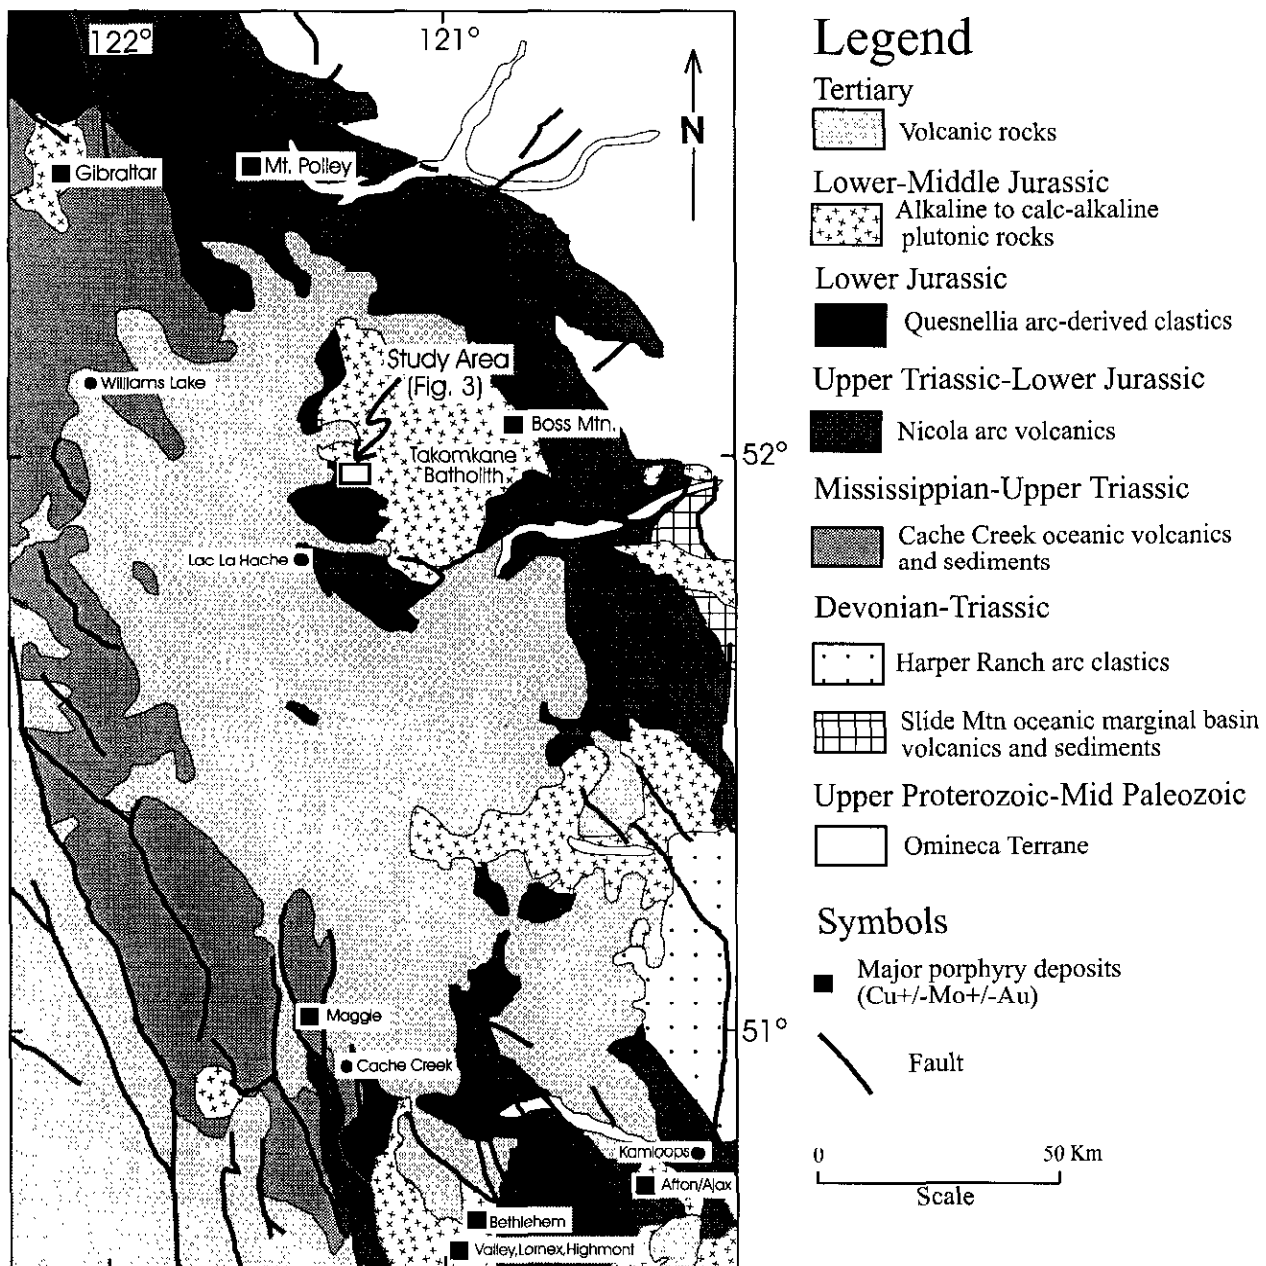 122°
121°
N
Gibraltar
Mt. Polley
Study Area
(Fig. 3)
Williams Lake
Boss Mtn.
52°
Takomkane
Batholith
Lac La Hache
Maggie
51°
Cache Creek
Kamloops
Afton/Ajax
Bethlehem
Valley, Lornex, Highmont
Legend
Tertiary
Volcanic rocks
Lower-Middle Jurassic
Alkaline to calc-alkaline
plutonic rocks
Lower Jurassic
Quesnellia arc-derived clastics
Upper Triassic-Lower Jurassic
Nicola arc volcanics
Mississippian-Upper Triassic
Cache Creek oceanic volcanics
and sediments
Devonian-Triassic
Harper Ranch arc clastics
Slide Mtn oceanic marginal basin
volcanics and sediments
Upper Proterozoic-Mid Paleozoic
Omineca Terrane
Symbols
Major porphyry deposits
(Cu+/-Mo+/-Au)
Fault
0 50 Km
Scale